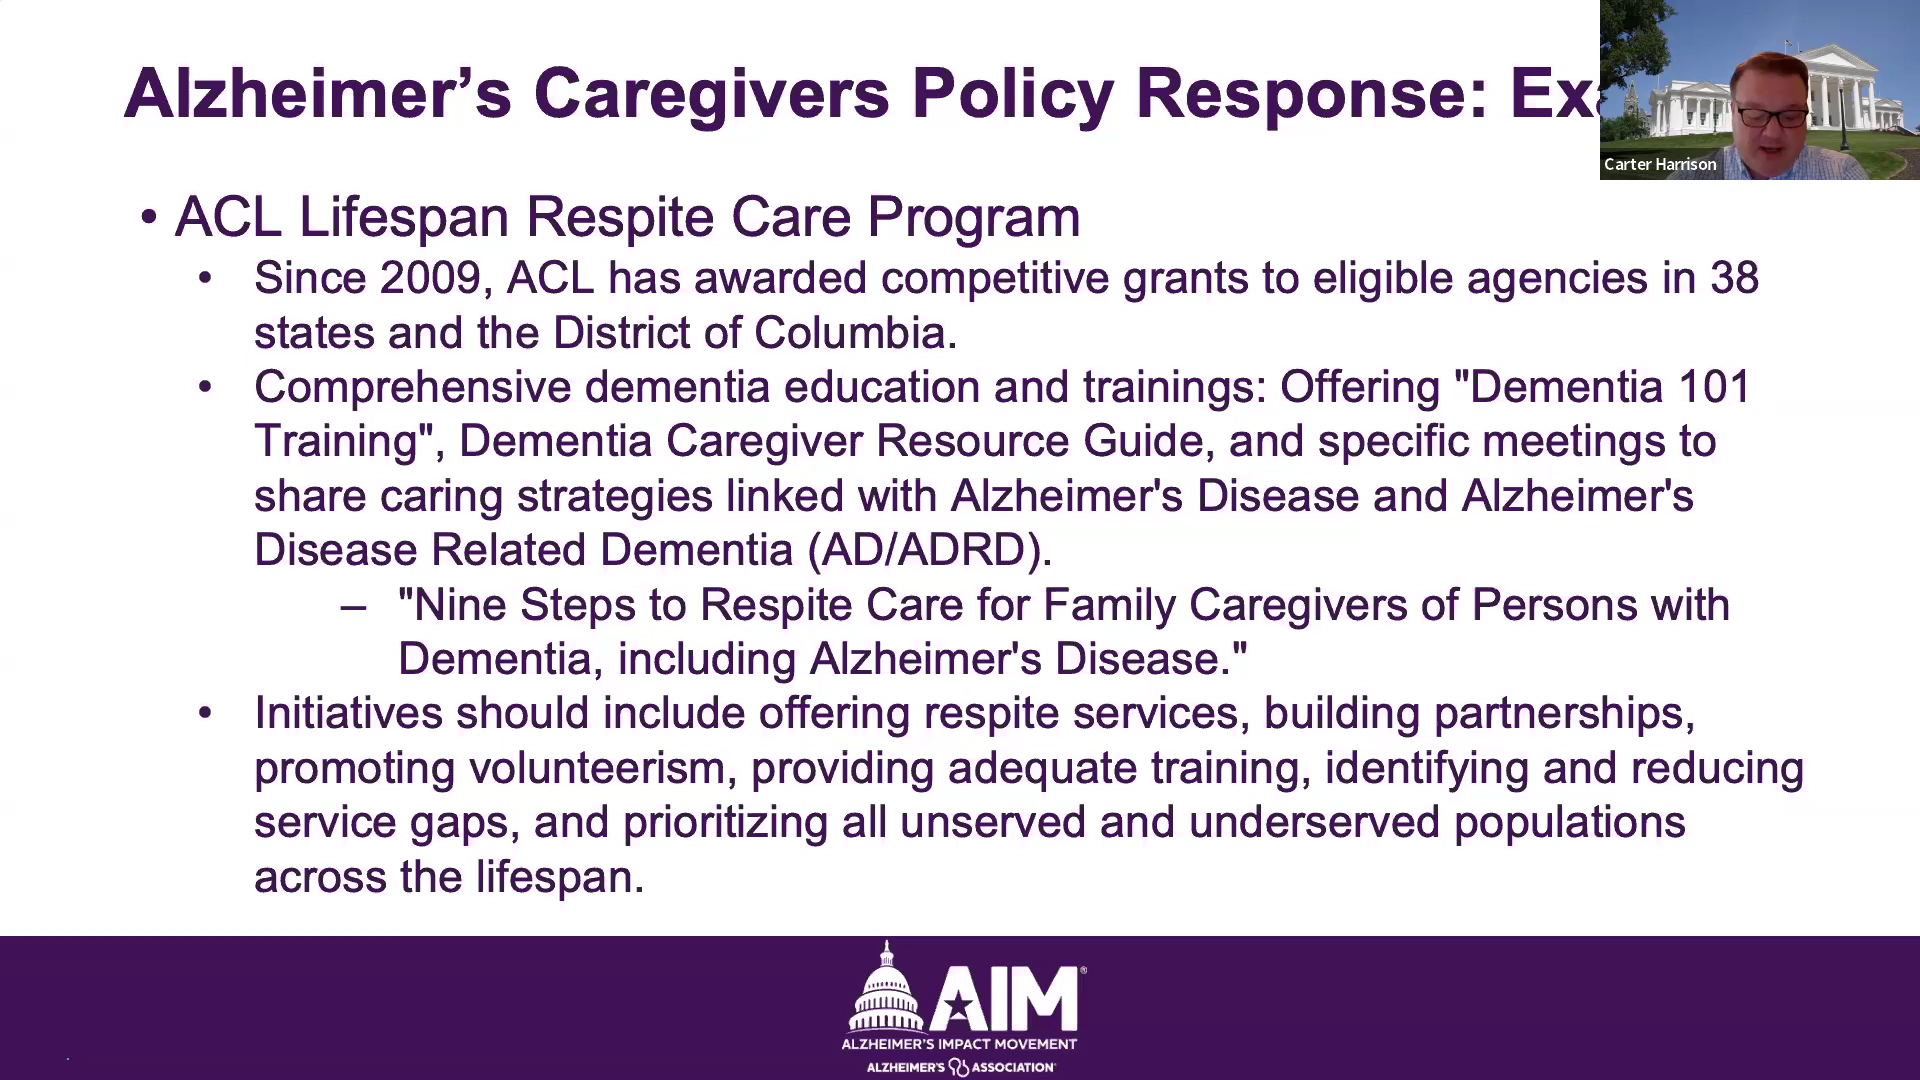 Alzheimer’s Caregivers Policy Response:
Carter Harrison
• ACL Lifespan Respite Care Program
• Since 2009, ACL has awarded competitive grants to eligible agencies in 38
states and the District of Columbia.
• Comprehensive dementia education and trainings: Offering "Dementia 101
Training", Dementia Caregiver Resource Guide, and specific meetings to
share caring strategies linked with Alzheimer's Disease and Alzheimer's
Disease Related Dementia (AD/ADRD).
– "Nine Steps to Respite Care for Family Caregivers of Persons with
Dementia, including Alzheimer's Disease."
• Initiatives should include offering respite services, building partnerships,
promoting volunteerism, providing adequate training, identifying and reducing
service gaps, and prioritizing all unserved and underserved populations
across the lifespan.
AIM®
ALZHEIMER'S IMPACT MOVEMENT
ALZHEIMER'S ASSOCIATION